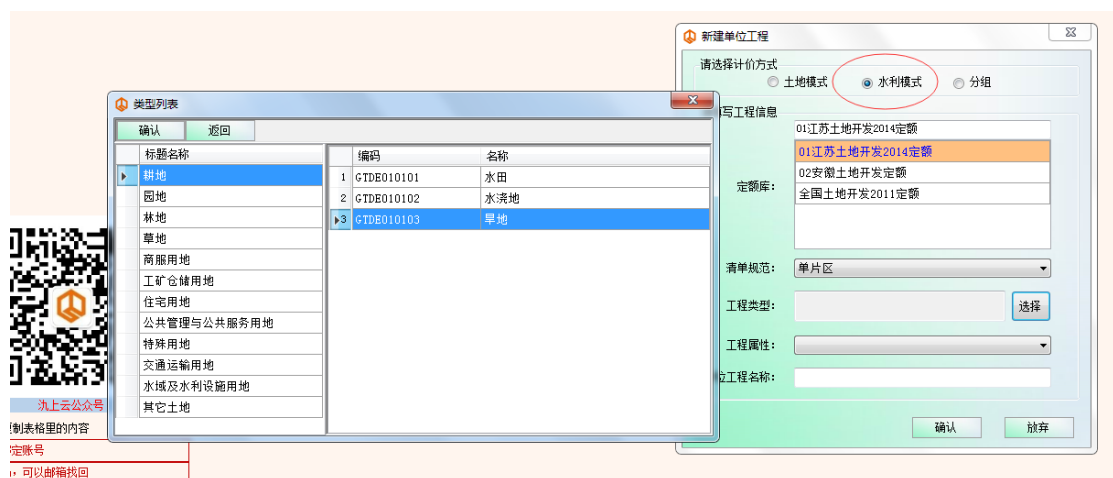 新建单位工程
请选择计价方式
土地模式
水利模式
分组
写工程信息
01江苏土地开发2014定额
定额库：
01江苏土地开发2014定额
02安徽土地开发定额
全国土地开发2011定额
清单规范：
单片区
工程类型：
选择
工程属性：
位工程名称：
确认
放弃
类型列表
确认
返回
标题名称
耕地
园地
林地
草地
商服用地
工矿仓储用地
住宅用地
公共管理与公共服务用地
特殊用地
交通运输用地
水域及水利设施用地
其它土地
编码
名称
1 GTDE010101 水田
2 GTDE010102 水浇地
3 GTDE010103 旱地
氿上云公众号
制表格里的内容
定账号
，可以邮箱找回